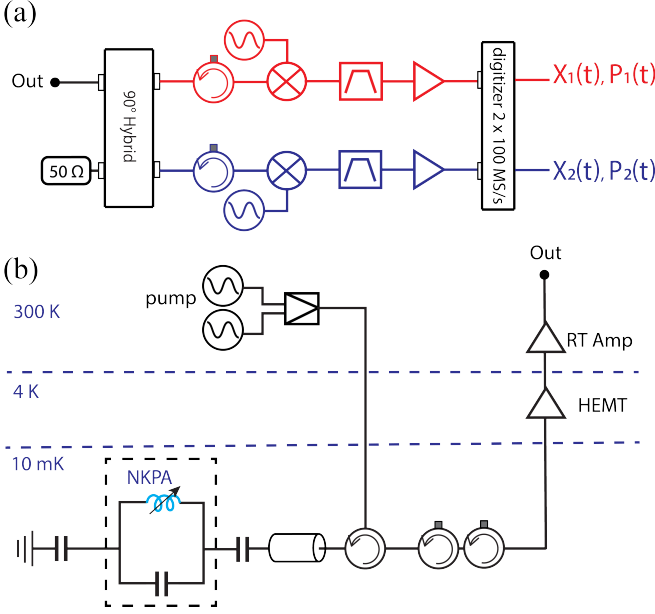 (a)
Out
50 Ω
90° Hybrid
digitizer 2 x 100 MS/s
X₁(t), P₁(t)
X₂(t), P₂(t)
(b)
pump
Out
300 K
RT Amp
4 K
HEMT
10 mK
NKPA